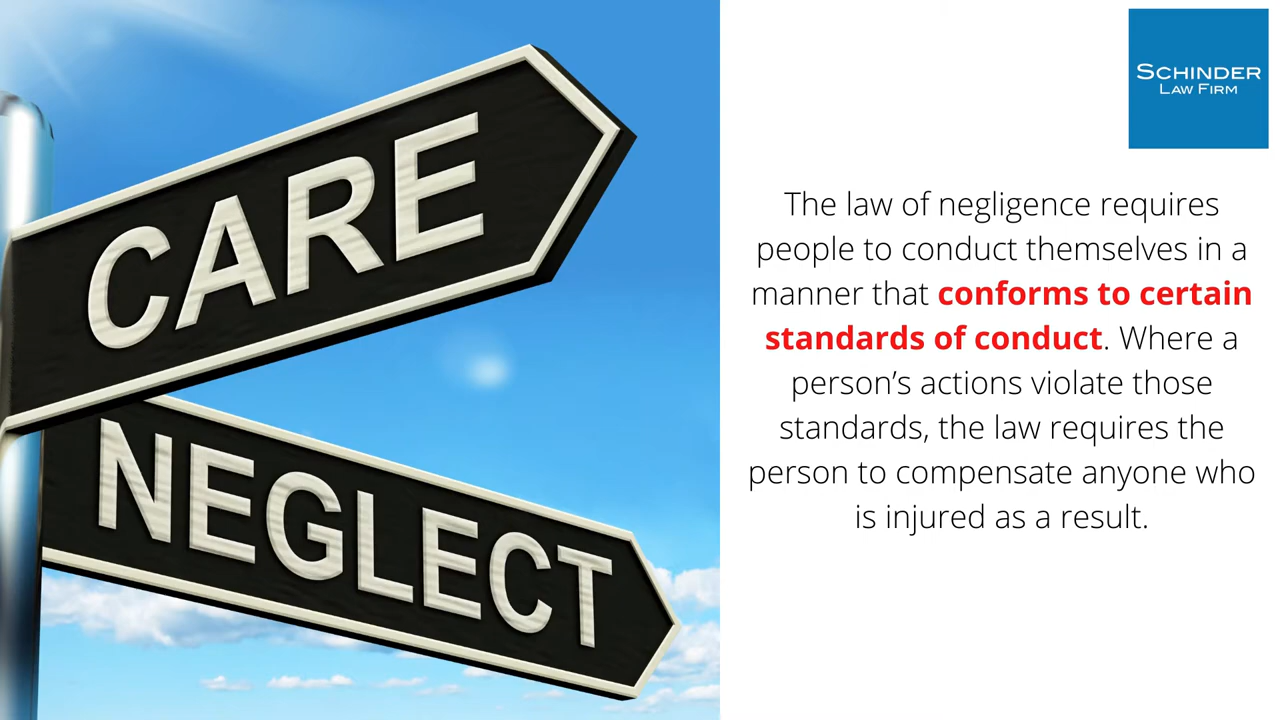 CARE
NEGLECT
SCHINDER
LAW FIRM
The law of negligence requires
people to conduct themselves in a
manner that conforms to certain
standards of conduct. Where a
person’s actions violate those
standards, the law requires the
person to compensate anyone who
is injured as a result.